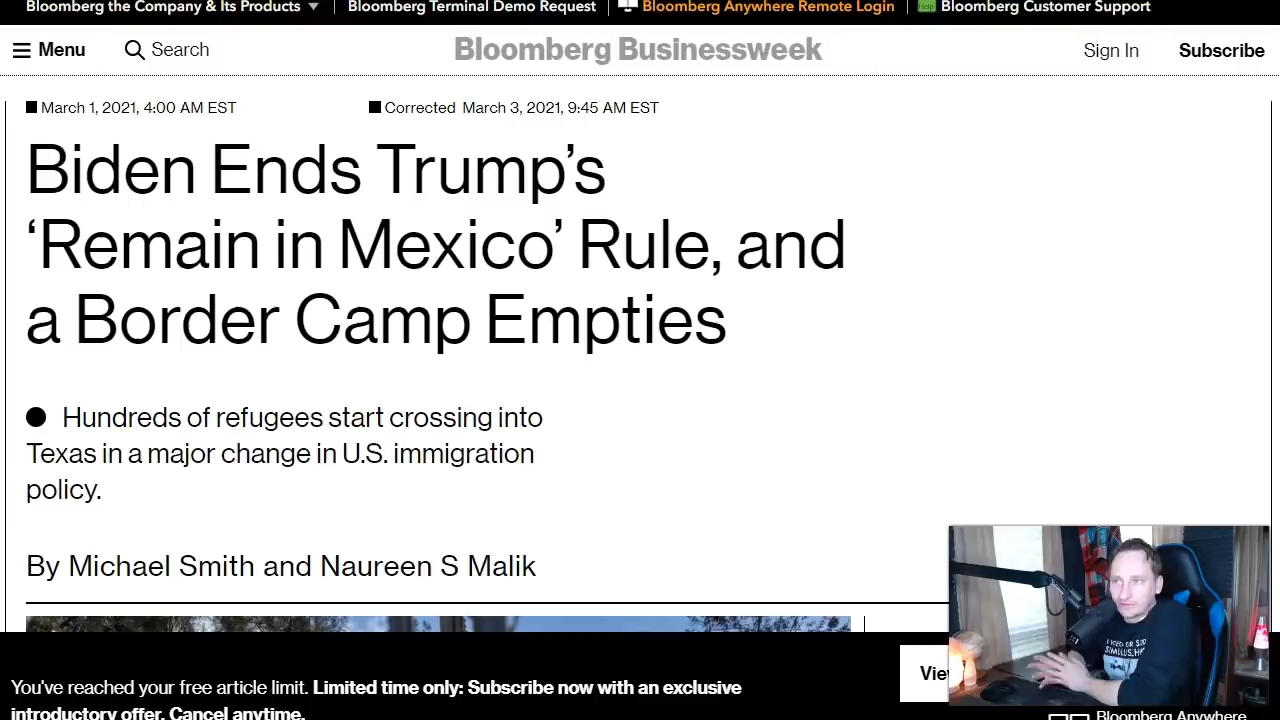 Bloomberg the Company & Its Products
Bloomberg Terminal Demo Request
Bloomberg Anywhere Remote Login
Help
Bloomberg Customer Support
Menu
Search
Bloomberg Businessweek
Sign In
Subscribe
March 1, 2021, 4:00 AM EST
Corrected March 3, 2021, 9:45 AM EST
Biden Ends Trump’s
‘Remain in Mexico’ Rule, and
a Border Camp Empties
Hundreds of refugees start crossing into
Texas in a major change in U.S. immigration
policy.
By Michael Smith and Naureen S Malik
You've reached your free article limit. Limited time only: Subscribe now with an exclusive
introductory offer. Cancel anytime.
Bloomberg Anywhere